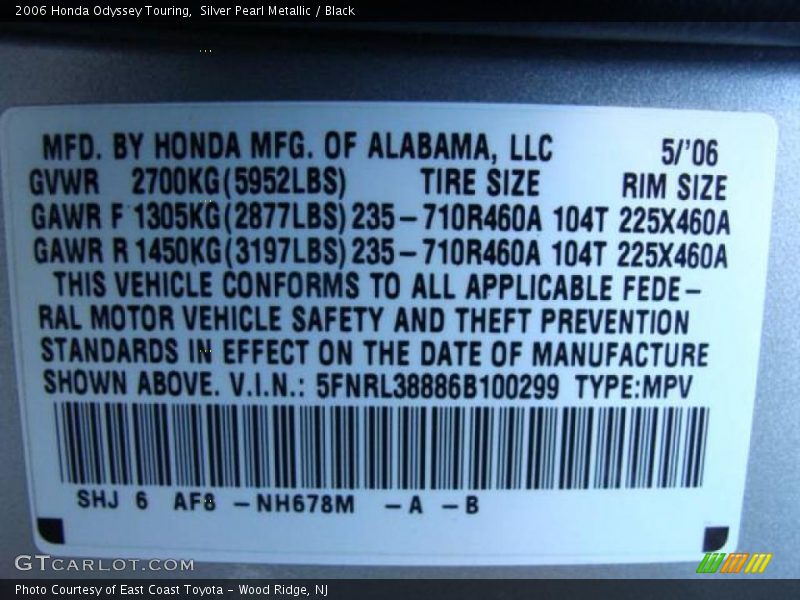 2006 Honda Odyssey Touring, Silver Pearl Metallic / Black
MFD. BY HONDA MFG. OF ALABAMA, LLC 5/'06
GVWR 2700KG(5952LBS) TIRE SIZE RIM SIZE
GAWR F 1305KG(2877LBS) 235-710R460A 104T 225X460A
GAWR R 1450KG(3197LBS) 235-710R460A 104T 225X460A
THIS VEHICLE CONFORMS TO ALL APPLICABLE FEDE-
RAL MOTOR VEHICLE SAFETY AND THEFT PREVENTION
STANDARDS IN EFFECT ON THE DATE OF MANUFACTURE
SHOWN ABOVE. V.I.N.: 5FNRL38886B100299 TYPE:MPV
SHJ 6 AF8 -NH678M -A -B
GTCARLOT.COM
Photo Courtesy of East Coast Toyota - Wood Ridge, NJ